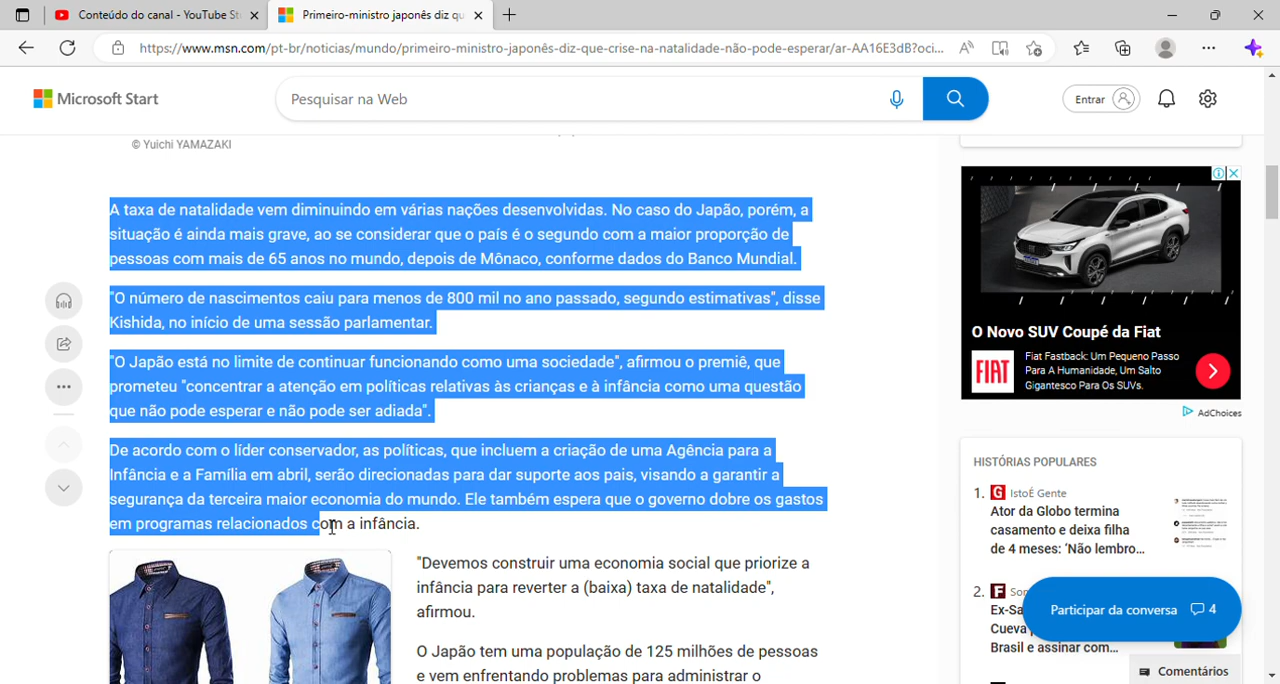 Conteúdo do canal - YouTube St
Primeiro-ministro japonês diz qu
https://www.msn.com/pt-br/noticias/mundo/primeiro-ministro-japonês-diz-que-crise-na-natalidade-não-pode-esperar/ar-AA16E3dB?oci...
Microsoft Start
Pesquisar na Web
Entrar
© Yuichi YAMAZAKI
A taxa de natalidade vem diminuindo em várias nações desenvolvidas. No caso do Japão, porém, a
situação é ainda mais grave, ao se considerar que o país é o segundo com a maior proporção de
pessoas com mais de 65 anos no mundo, depois de Mônaco, conforme dados do Banco Mundial.
"O número de nascimentos caiu para menos de 800 mil no ano passado, segundo estimativas", disse
Kishida, no início de uma sessão parlamentar.
"O Japão está no limite de continuar funcionando como uma sociedade", afirmou o premiê, que
prometeu "concentrar a atenção em políticas relativas às crianças e à infância como uma questão
que não pode esperar e não pode ser adiada".
De acordo com o líder conservador, as políticas, que incluem a criação de uma Agência para a
Infância e a Família em abril, serão direcionadas para dar suporte aos pais, visando a garantir a
segurança da terceira maior economia do mundo. Ele também espera que o governo dobre os gastos
em programas relacionados com a infância.
"Devemos construir uma economia social que priorize a
infância para reverter a (baixa) taxa de natalidade",
afirmou.
O Japão tem uma população de 125 milhões de pessoas
e vem enfrentando problemas para administrar o
O Novo SUV Coupé da Fiat
FIAT
Fiat Fastback: Um Pequeno Passo
Para A Humanidade, Um Salto
Gigantesco Para Os SUVs.
AdChoices
HISTÓRIAS POPULARES
1. IstoÉ Gente
Ator da Globo termina
casamento e deixa filha
de 4 meses: 'Não lembro...
2.
Ex-Sa
Cueva
Brasil e assinar com...
Participar da conversa 4
Comentários